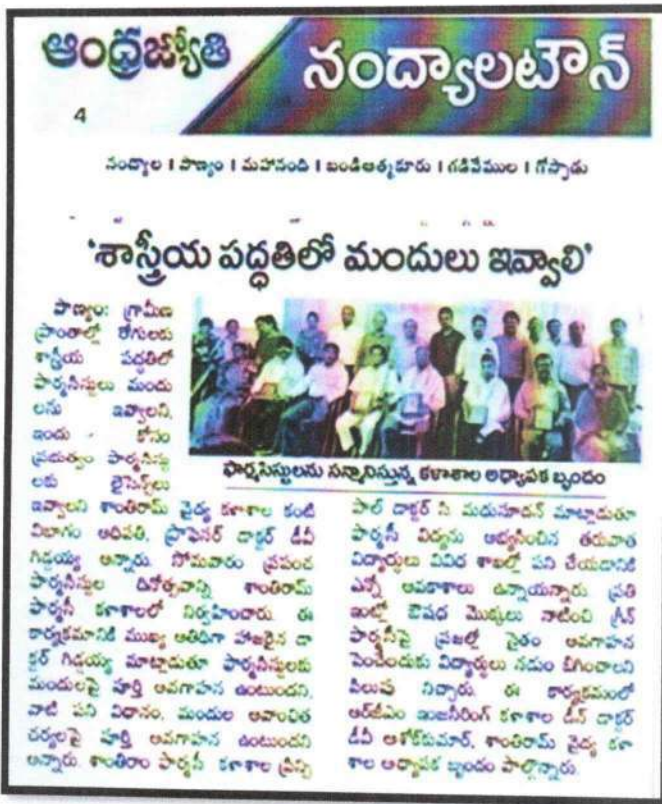 ఆంధ్రజ్యోతి
నంద్యాలటౌన్
4
నంద్యాల | పాణ్యం | మహానంది | బండిఆత్మకూరు | గడివేముల | గోస్పాడు
'శాస్త్రీయ పద్ధతిలో మందులు ఇవ్వాలి'
పాణ్యం: గ్రామీణ
ప్రాంతాల్లో రోగులకు
శాస్త్రీయ పద్ధతిలో
ఫార్మసిస్టులు మందు
లను ఇవ్వాలని,
ఇందు కోసం
ప్రభుత్వం ఫార్మసిస్టు
లకు లైసెన్స్‌లు
ఇవ్వాలని శాంతిరామ్ వైద్య కళాశాల కంటి
విభాగం అధిపతి, ప్రొఫెసర్ డాక్టర్ డీవీ
గిడ్డయ్య అన్నారు. సోమవారం ప్రపంచ
ఫార్మసిస్టుల దినోత్సవాన్ని శాంతిరామ్
ఫార్మసీ కళాశాలలో నిర్వహించారు. ఈ
కార్యక్రమానికి ముఖ్య అతిథిగా హాజరైన డా
క్టర్ గిడ్డయ్య మాట్లాడుతూ ఫార్మసిస్టులకు
మందులపై పూర్తి అవగాహన ఉంటుందని,
వాటి పని విధానం, మందుల అవాంఛిత
చర్యలపై పూర్తి అవగాహన ఉంటుందని
అన్నారు. శాంతిరాం ఫార్మసీ కళాశాల ప్రిన్సి
ఫార్మసిస్టులను సన్మానిస్తున్న కళాశాల అధ్యాపక బృందం
పాల్ డాక్టర్ సి మధుసూదన్ మాట్లాడుతూ
ఫార్మసీ విద్యను అభ్యసించిన తరువాత
విద్యార్థులు వివిధ శాఖల్లో పని చేయడానికి
ఎన్నో అవకాశాలు ఉన్నాయన్నారు. ప్రతి
ఇంట్లో ఔషధ మొక్కలు నాటించి గ్రీన్
ఫార్మసీపై ప్రజల్లో సైతం అవగాహన
పెంచేందుకు విద్యార్థులు నడుం బిగించాలని
పిలుపు నిచ్చారు. ఈ కార్యక్రమంలో
ఆర్‌జీఎం ఇంజనీరింగ్ కళాశాల డీన్ డాక్టర్
డీవీ అశోక్‌కుమార్, శాంతిరామ్ వైద్య కళా
శాల అధ్యాపక బృందం పాల్గొన్నారు.